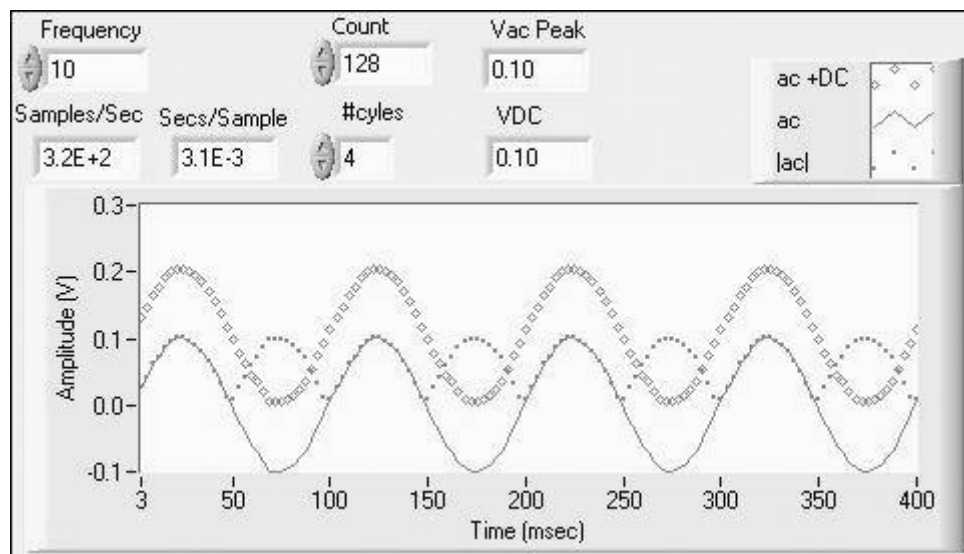 Frequency
10
Count
128
Vac Peak
0.10
Samples/Sec
3.2E+2
Secs/Sample
3.1E-3
#cyles
4
VDC
0.10
ac +DC
ac
|ac|
0.3
0.2
0.1
0.0
-0.1
Amplitude (V)
3 50 100 150 200 250 300 350 400
Time (msec)